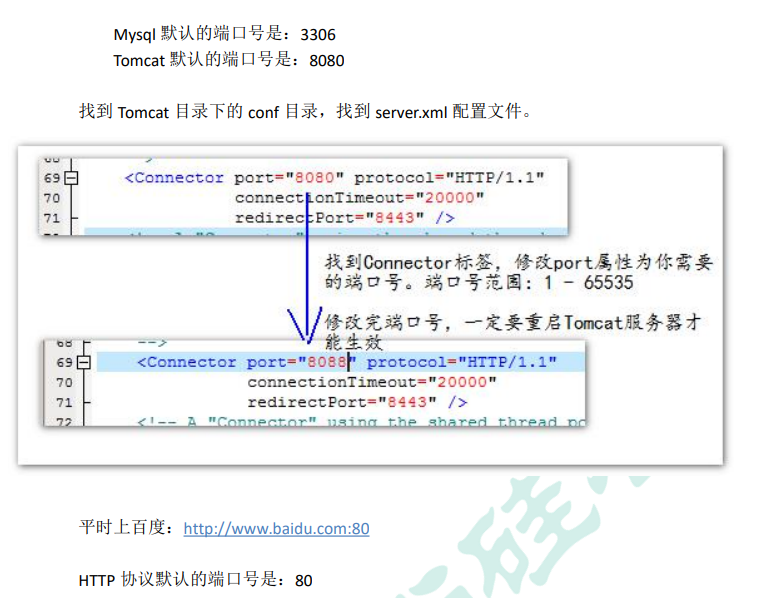 Mysql 默认的端口号是：3306
Tomcat 默认的端口号是：8080
找到 Tomcat 目录下的 conf 目录，找到 server.xml 配置文件。
69 <Connector port="8080" protocol="HTTP/1.1"
70 connectionTimeout="20000"
71 redirectPort="8443" />
找到Connector标签，修改port属性为你需要
的端口号。端口号范围：1 - 65535
修改完端口号，一定要重启Tomcat服务器才
能生效
68 -->
69 <Connector port="8088" protocol="HTTP/1.1"
70 connectionTimeout="20000"
71 redirectPort="8443" />
72 <!-- A "Connector" using the shared thread po
平时上百度：http://www.baidu.com:80
HTTP 协议默认的端口号是：80
硅